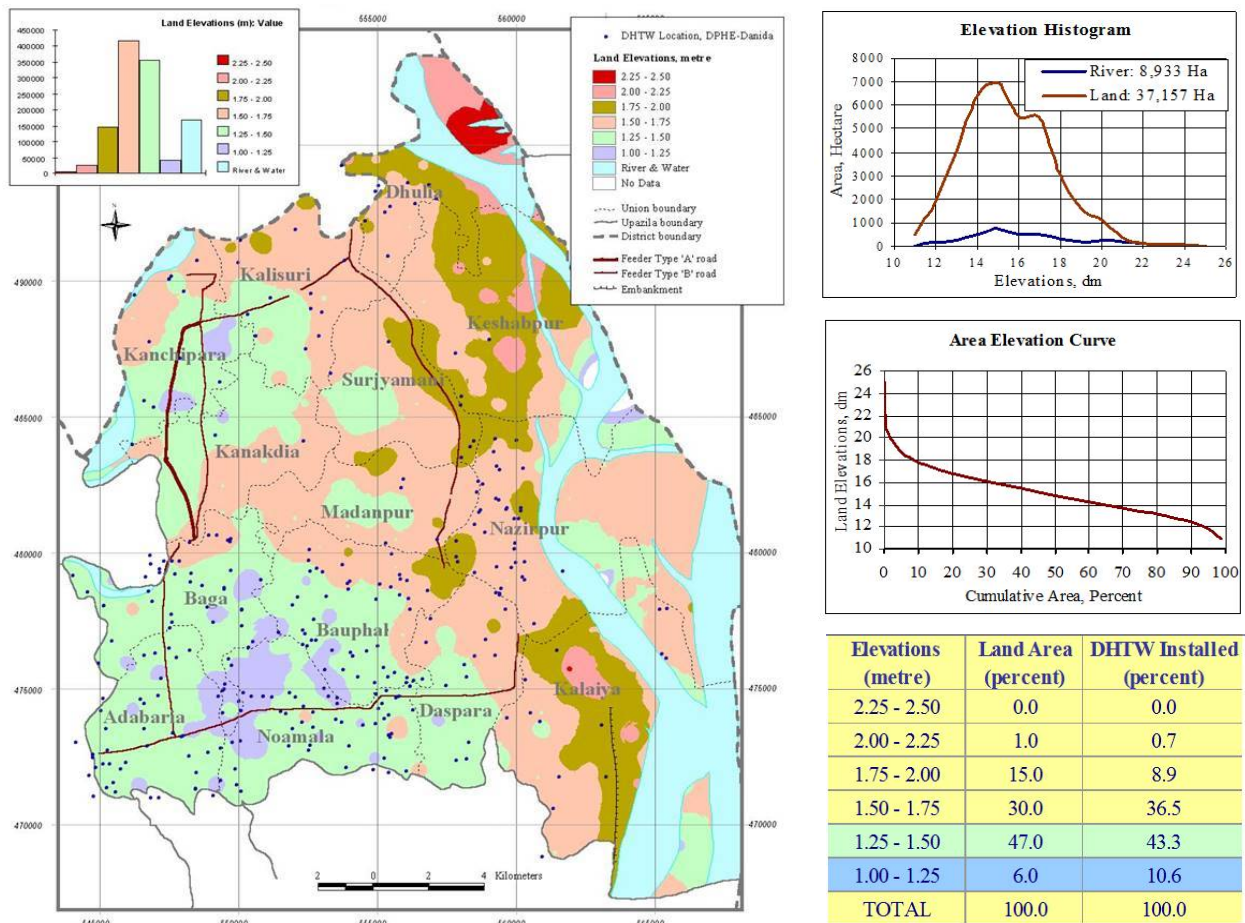 Land Elevations (m): Value
450000
400000
350000
300000
250000
200000
150000
100000
50000
0
2.25 - 2.50
2.00 - 2.25
1.75 - 2.00
1.50 - 1.75
1.25 - 1.50
1.00 - 1.25
River & Water
555000
560000
DHTW Location, DPHE-Danida
Land Elevations, metre
2.25 - 2.50
2.00 - 2.25
1.75 - 2.00
1.50 - 1.75
1.25 - 1.50
1.00 - 1.25
River & Water
No Data
Union boundary
Upazila boundary
District boundary
Feeder Type 'A' road
Feeder Type 'B' road
Embankment
Dhulia
Kalisuri
490000
490000
Keshabpur
Kanchipara
Surjyamani
485000
485000
Kanakdia
Madanpur
Nazirpur
480000
480000
Baga
Bauphal
475000
475000
Kalaiya
Adabaria
Daspara
Noamala
470000
470000
2 0 2 4 Kilometers
545000
550000
555000
560000
565000
Elevation Histogram
River: 8,933 Ha
Land: 37,157 Ha
Area, Hectare
8000
7000
6000
5000
4000
3000
2000
1000
0
10 12 14 16 18 20 22 24 26
Elevations, dm
Area Elevation Curve
Land Elevations, dm
26
24
22
20
18
16
14
12
10
0 10 20 30 40 50 60 70 80 90 100
Cumulative Area, Percent
Elevations (metre) Land Area (percent) DHTW Installed (percent)
2.25 - 2.50 0.0 0.0
2.00 - 2.25 1.0 0.7
1.75 - 2.00 15.0 8.9
1.50 - 1.75 30.0 36.5
1.25 - 1.50 47.0 43.3
1.00 - 1.25 6.0 10.6
TOTAL 100.0 100.0